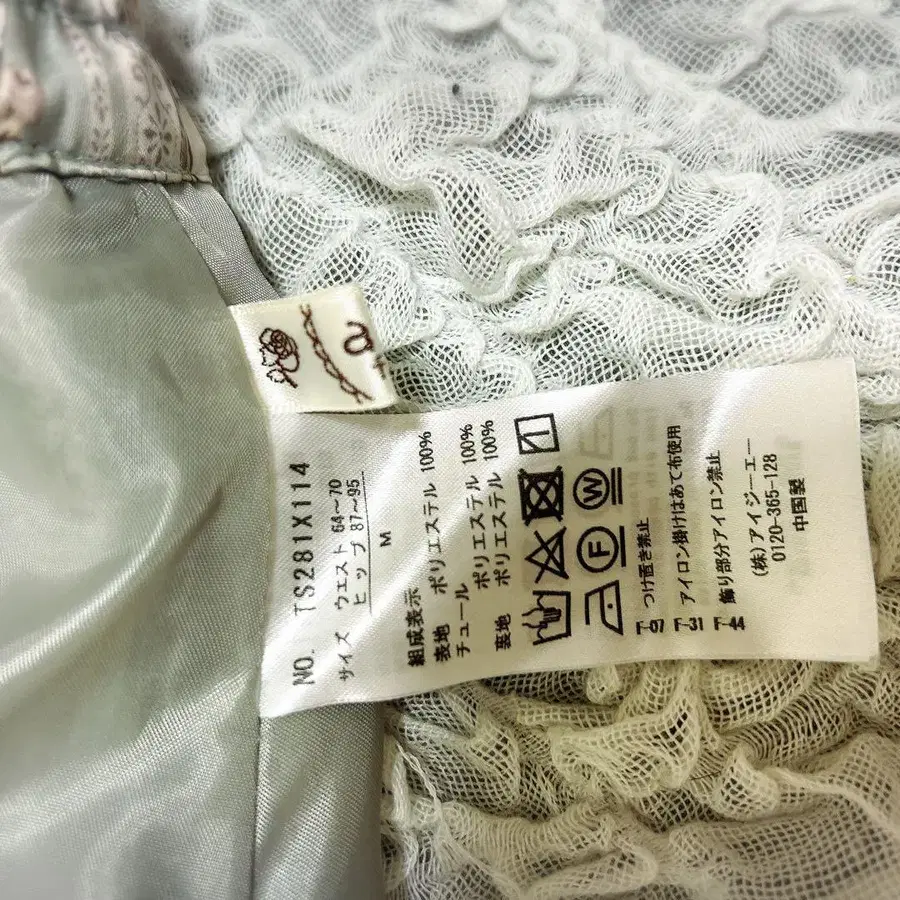 NO. TS281X114
サイズ ウエスト 64～70
ヒップ 87～95
M
組成表示
表地 ポリエステル 100%
チュール
ポリエステル 100%
裏地 ポリエステル 100%
F W
F-07 つけ置き禁止
F-31 アイロン掛けはあて布使用
F-44 飾り部分アイロン禁止
(株)アイジーエー
0120-365-128
中国製